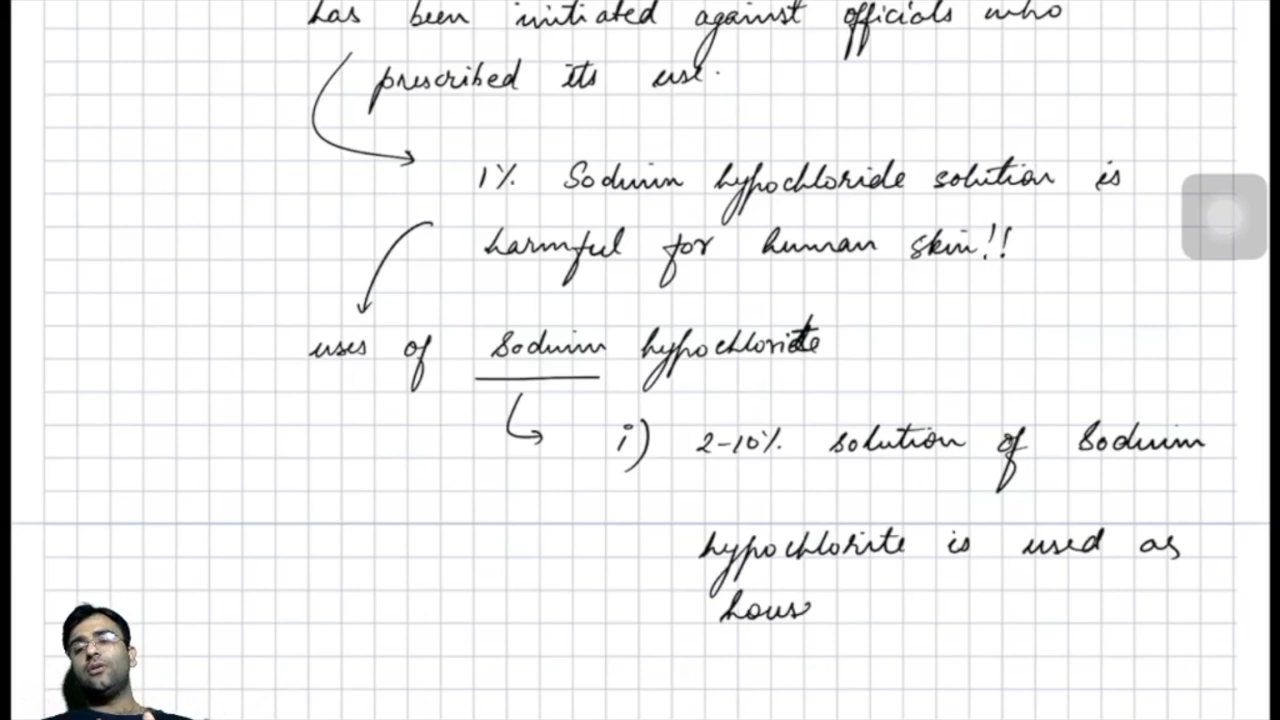 has been initiated against officials who
prescribed its use.
1% Sodium hypochloride solution is
harmful for human skin!!
uses of Sodium hypochlorite
i) 2-10% solution of Sodium
hypochlorite is used as
hous